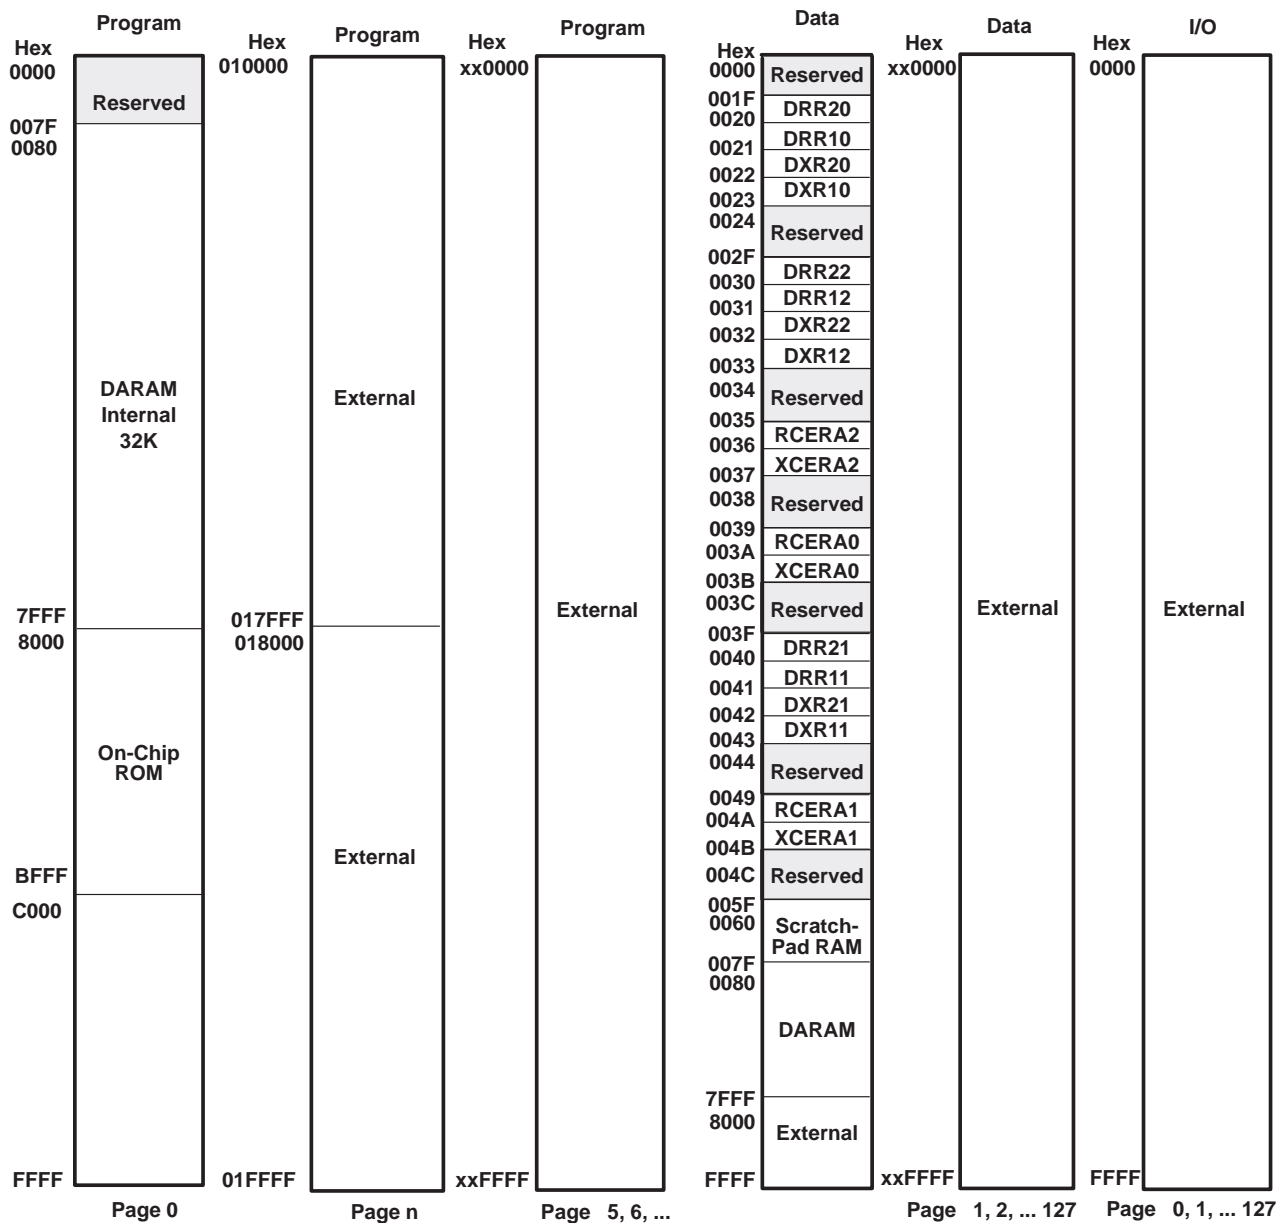 Program
Hex
0000
Reserved
007F
0080
DARAM
Internal
32K
7FFF
8000
On-Chip
ROM
BFFF
C000
FFFF
Page 0
Program
Hex
010000
External
017FFF
018000
External
01FFFF
Page n
Program
Hex
xx0000
External
xxFFFF
Page 5, 6, ...
Data
Hex
0000
Reserved
001F
0020
DRR20
0021
DRR10
0022
DXR20
0023
DXR10
0024
Reserved
002F
0030
DRR22
0031
DRR12
0032
DXR22
0033
DXR12
0034
Reserved
0035
0036
RCERA2
0037
XCERA2
0038
Reserved
0039
003A
RCERA0
003B
XCERA0
003C
Reserved
003F
0040
DRR21
0041
DRR11
0042
DXR21
0043
DXR11
0044
Reserved
0049
004A
RCERA1
004B
XCERA1
004C
Reserved
005F
0060
Scratch-
Pad RAM
007F
0080
DARAM
7FFF
8000
External
FFFF
Data
Hex
xx0000
External
xxFFFF
Page 1, 2, ... 127
I/O
Hex
0000
External
FFFF
Page 0, 1, ... 127